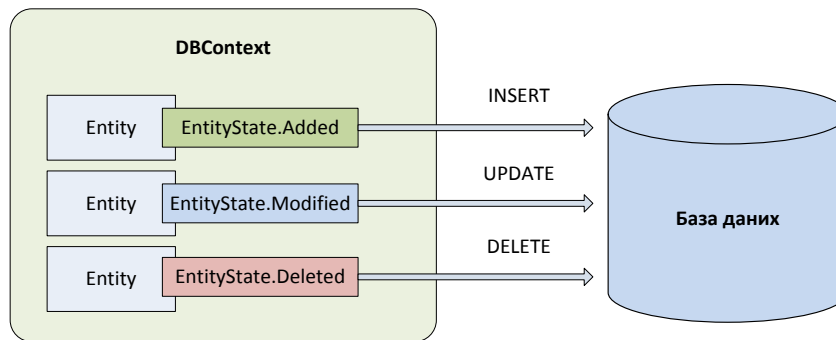 DBContext
INSERT
Entity
EntityState.Added
UPDATE
Entity
EntityState.Modified
База даних
DELETE
Entity
EntityState.Deleted